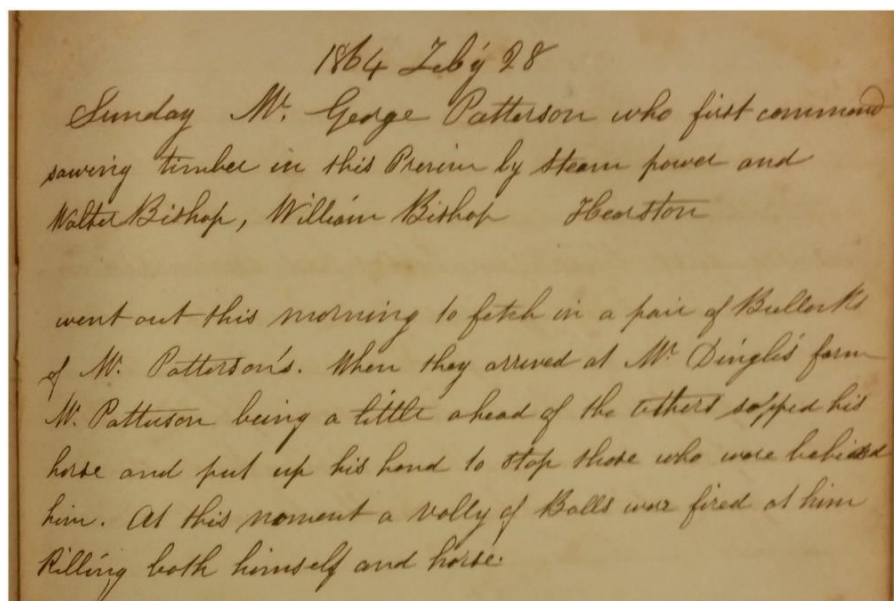 1864 Feb'y 28
Sunday Mr. George Patterson who first commenc'd
sawing timber in this Provin by steam power and
Walter Bishop, William Bishop Hearston
went out this morning to fetch in a pair of Bullocks
of Mr. Patterson's. When they arrived at Mr. Dingle's farm
Mr. Patterson being a little ahead of the others stopped his
horse and put up his hand to stop those who were behind
him. At this moment a volly of Balls was fired at him
Killing both himself and horse.